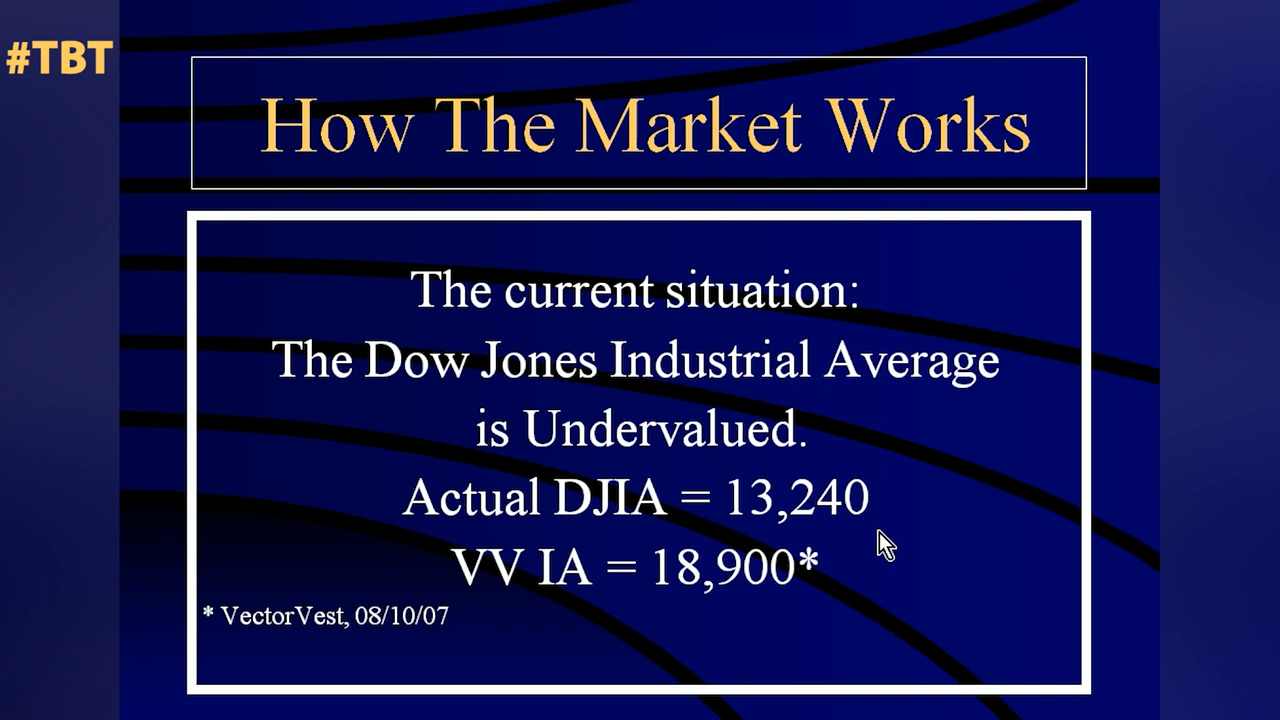 #TBT
How The Market Works
The current situation:
The Dow Jones Industrial Average
is Undervalued.
Actual DJIA = 13,240
VV IA = 18,900*
* VectorVest, 08/10/07